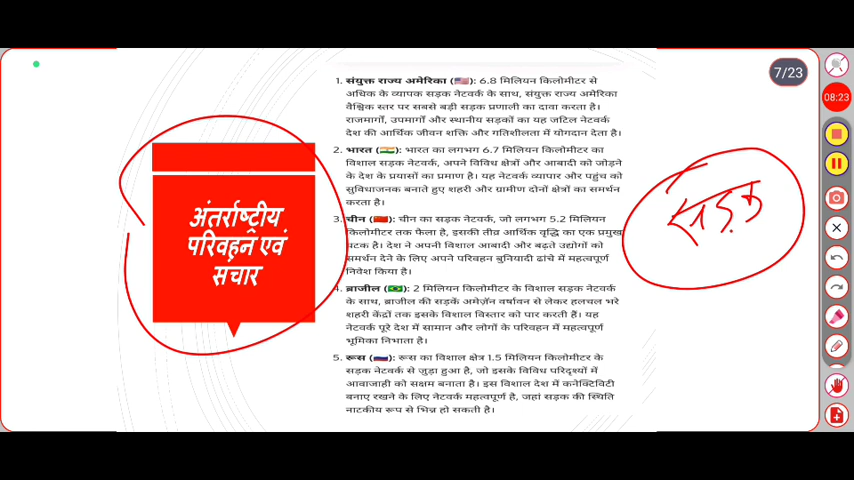 7/23
08:23
अंतर्राष्ट्रीय
परिवहन एवं
सचार
1. संयुक्त राज्य अमेरिका (🇺🇸): 6.8 मिलियन किलोमीटर से
अधिक के व्यापक सड़क नेटवर्क के साथ, संयुक्त राज्य अमेरिका
वैश्विक स्तर पर सबसे बड़ी सड़क प्रणाली का दावा करता है।
राजमार्गों, उपमार्गों और स्थानीय सड़कों का यह जटिल नेटवर्क
देश की आर्थिक जीवन शक्ति और गतिशीलता में योगदान देता है।
2. भारत (🇮🇳): भारत का लगभग 6.7 मिलियन किलोमीटर का
विशाल सड़क नेटवर्क, अपने विविध क्षेत्रों और आबादी को जोड़ने
के देश के प्रयासों का प्रमाण है। यह नेटवर्क व्यापार और पहुंच को
सुविधाजनक बनाते हुए शहरी और ग्रामीण दोनों क्षेत्रों का समर्थन
करता है।
3. चीन (🇨🇳): चीन का सड़क नेटवर्क, जो लगभग 5.2 मिलियन
किलोमीटर तक फैला है, इसकी तीव्र आर्थिक वृद्धि का एक प्रमुख
घटक है। देश ने अपनी विशाल आबादी और बढ़ते उद्योगों को
समर्थन देने के लिए अपने परिवहन बुनियादी ढांचे में महत्वपूर्ण
निवेश किया है।
4. ब्राजील (🇧🇷): 2 मिलियन किलोमीटर के विशाल सड़क नेटवर्क
के साथ, ब्राजील की सड़कें अमेज़ॅन वर्षावन से लेकर हलचल भरे
शहरी केंद्रों तक इसके विशाल विस्तार को पार करती हैं। यह
नेटवर्क पूरे देश में सामान और लोगों के परिवहन में महत्वपूर्ण
भूमिका निभाता है।
5. रूस (🇷🇺): रूस का विशाल क्षेत्र 1.5 मिलियन किलोमीटर के
सड़क नेटवर्क से जुड़ा हुआ है, जो इसके विविध परिदृश्यों में
आवाजाही को सक्षम बनाता है। इस विशाल देश में कनेक्टिविटी
बनाए रखने के लिए नेटवर्क महत्वपूर्ण है, जहां सड़क की स्थिति
नाटकीय रूप से भिन्न हो सकती है।
सड़क